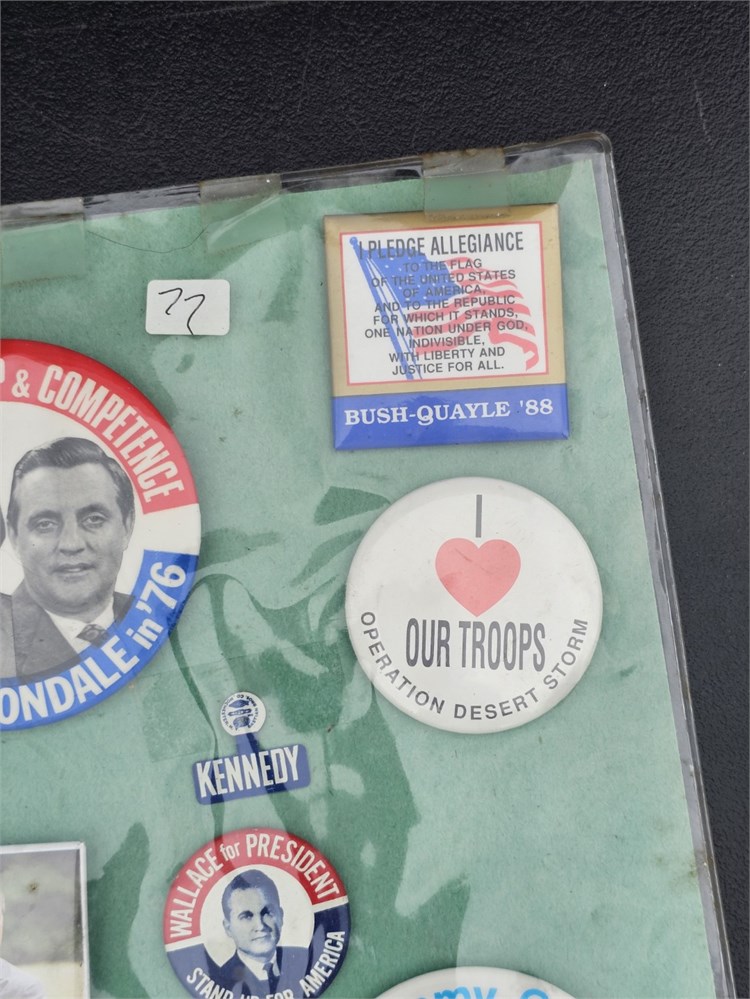 77
I PLEDGE ALLEGIANCE
TO THE FLAG
OF THE UNITED STATES
OF AMERICA,
AND TO THE REPUBLIC
FOR WHICH IT STANDS,
ONE NATION UNDER GOD,
INDIVISIBLE,
WITH LIBERTY AND
JUSTICE FOR ALL.
BUSH-QUAYLE '88
& COMPETENCE
ONDALE in '76
I
OUR TROOPS
OPERATION DESERT STORM
KENNEDY
WALLACE for PRESIDENT
STAND UP FOR AMERICA